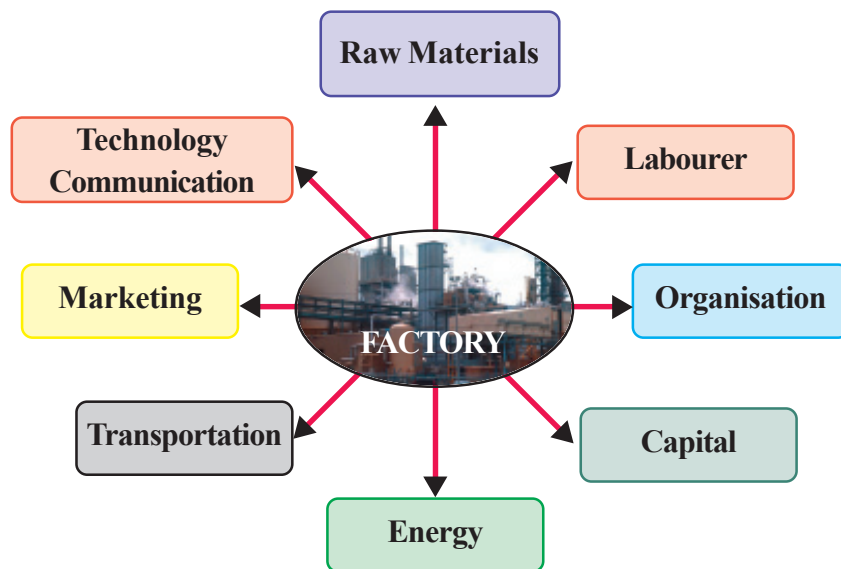 Raw Materials
Technology
Communication
Labourer
Marketing
Organisation
FACTORY
Transportation
Capital
Energy